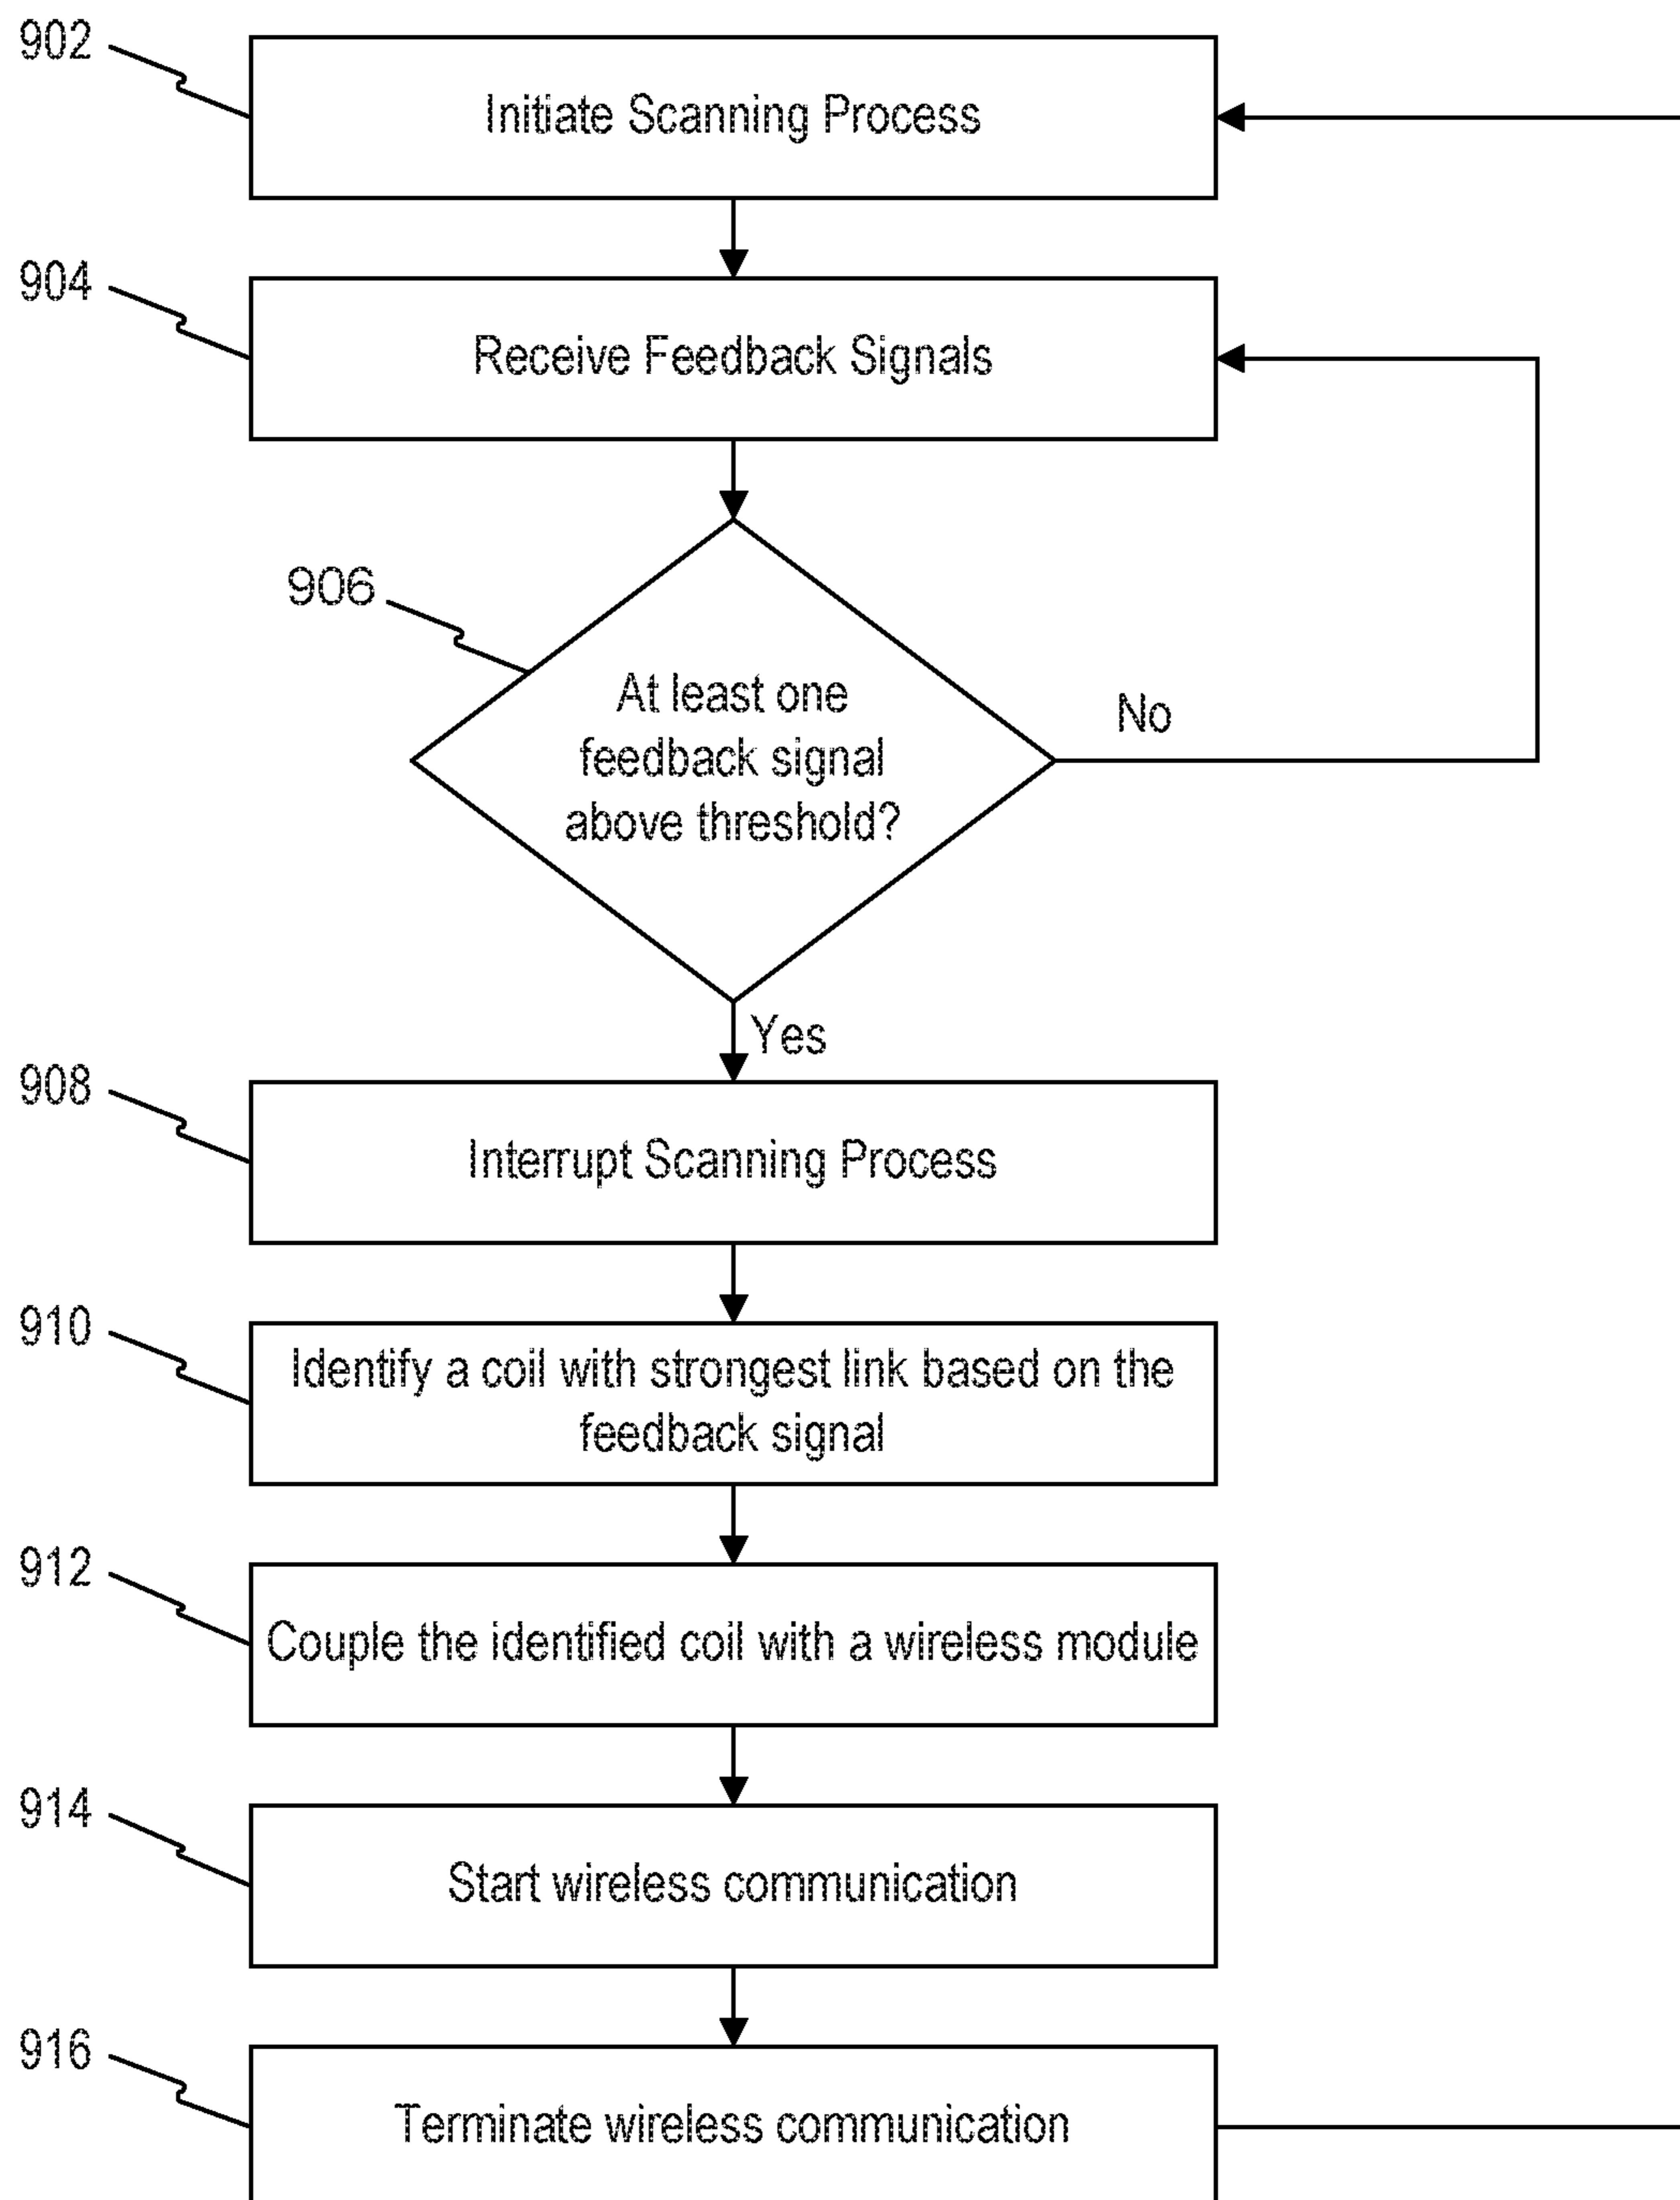 902
Initiate Scanning Process
904
Receive Feedback Signals
906
At least one
feedback signal
above threshold?
No
Yes
908
Interrupt Scanning Process
910
Identify a coil with strongest link based on the
feedback signal
912
Couple the identified coil with a wireless module
914
Start wireless communication
916
Terminate wireless communication